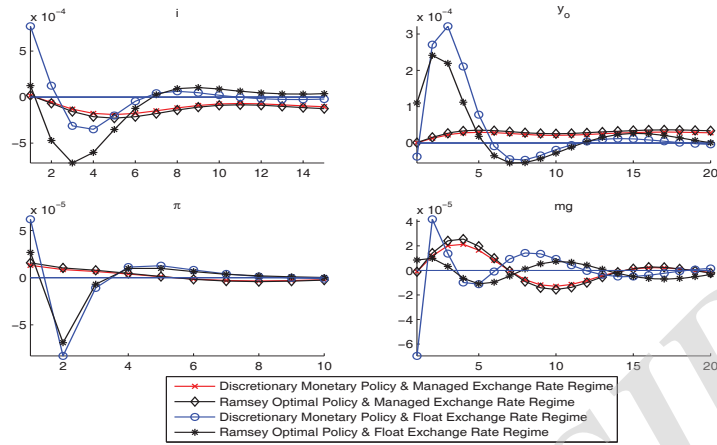 i
x 10⁻⁴
5
0
−5
2 4 6 8 10 12 14
y_o
x 10⁻⁴
3
2
1
0
5 10 15 20
π
x 10⁻⁵
5
0
−5
2 4 6 8 10
mg
x 10⁻⁵
4
2
0
−2
−4
−6
5 10 15 20
Discretionary Monetary Policy & Managed Exchange Rate Regime
Ramsey Optimal Policy & Managed Exchange Rate Regime
Discretionary Monetary Policy & Float Exchange Rate Regime
Ramsey Optimal Policy & Float Exchange Rate Regime